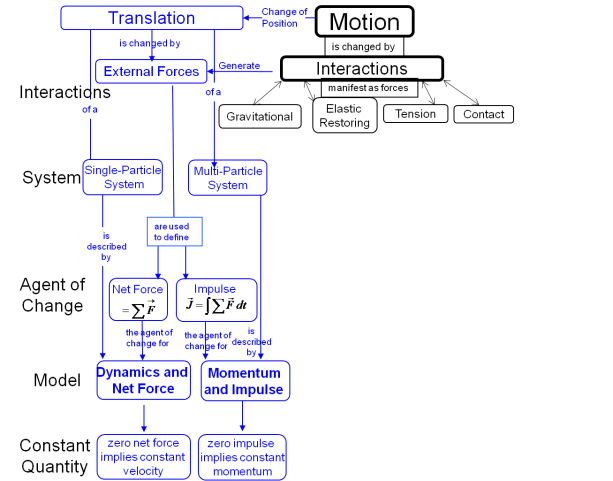 Translation
Change of
Position
Motion
is changed by
is changed by
External Forces
Generate
Interactions
manifest as forces
Interactions
of a
of a
Gravitational
Elastic
Restoring
Tension
Contact
System
Single-Particle
System
Multi-Particle
System
are used
to define
is
described
by
Agent of
Change
Net Force
= ∑ F⃗
Impulse
J⃗ = ∫ ∑ F⃗ dt
the agent of
change for
the agent of
change for
is
described
by
Model
Dynamics and
Net Force
Momentum
and Impulse
Constant
Quantity
zero net force
implies constant
velocity
zero impulse
implies constant
momentum